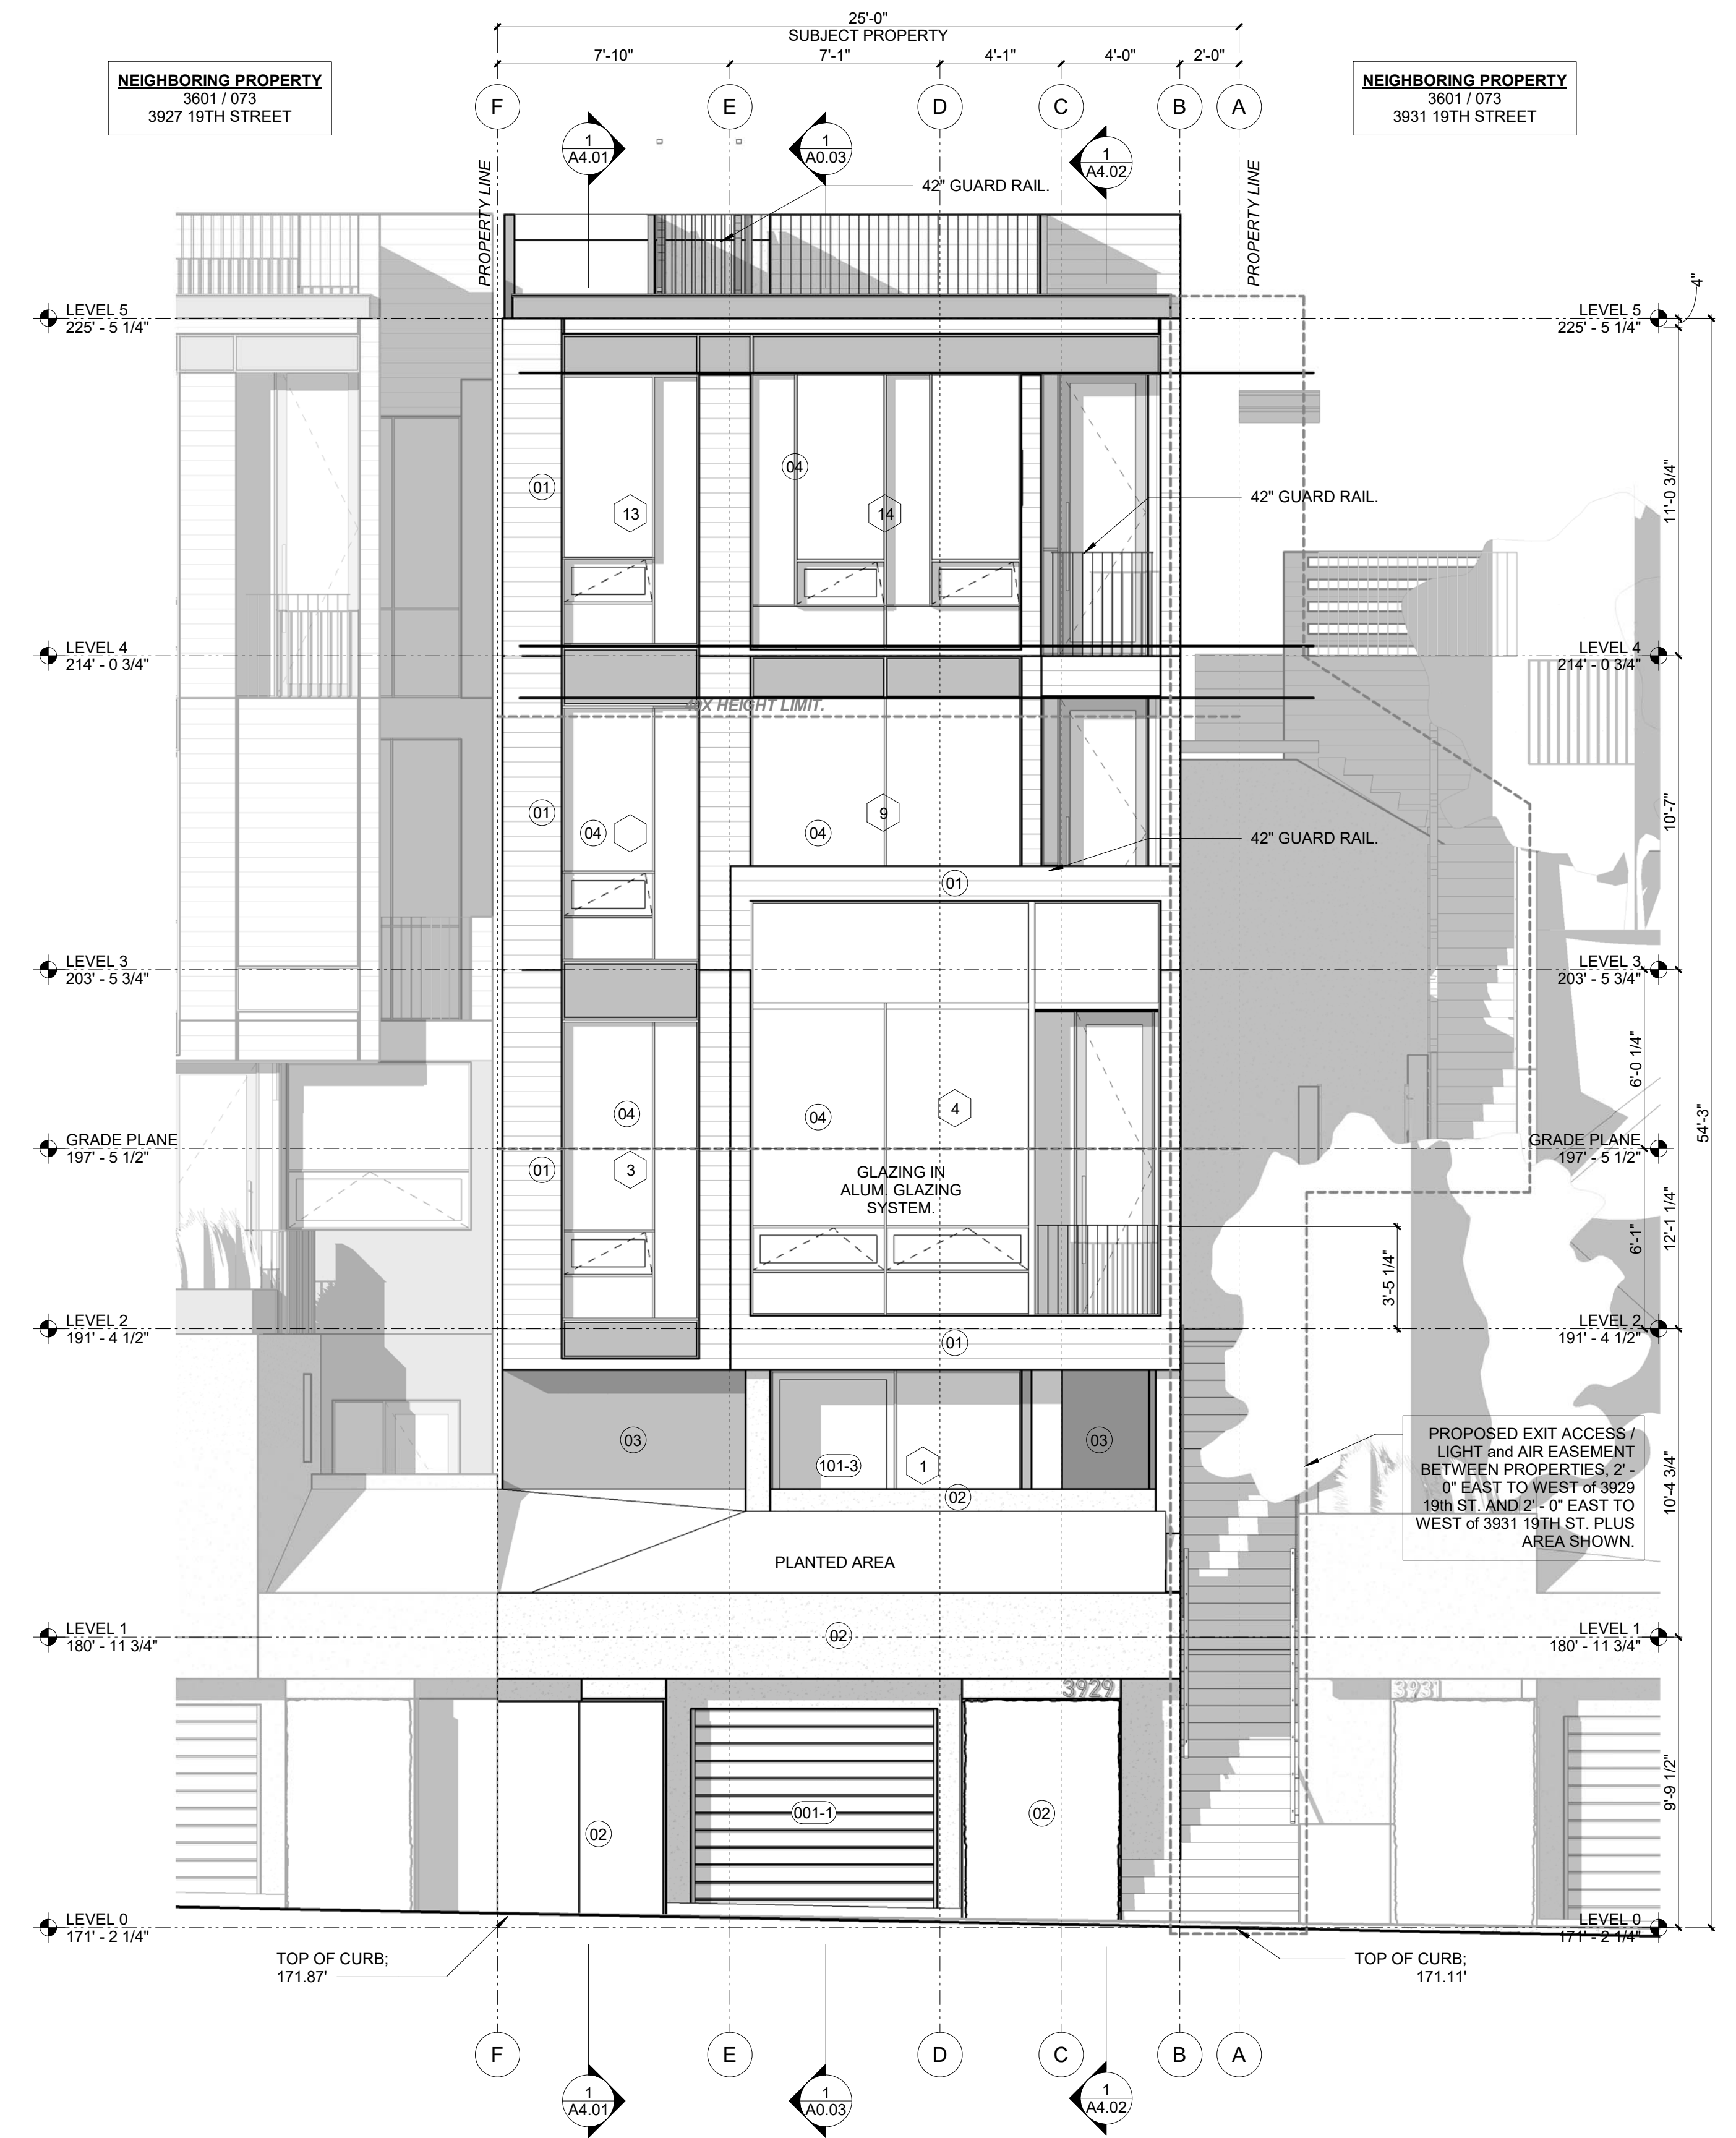 25'-0"
SUBJECT PROPERTY
7'-10"
7'-1"
4'-1"
4'-0"
2'-0"
NEIGHBORING PROPERTY
3601 / 073
3927 19TH STREET
NEIGHBORING PROPERTY
3601 / 073
3931 19TH STREET
F
E
D
C
B
A
1
A4.01
1
A0.03
1
A4.02
PROPERTY LINE
PROPERTY LINE
42" GUARD RAIL.
LEVEL 5
225' - 5 1/4"
LEVEL 5
225' - 5 1/4"
4"
04
01
13
14
42" GUARD RAIL.
11'-0 3/4"
LEVEL 4
214' - 0 3/4"
LEVEL 4
214' - 0 3/4"
HEIGHT LIMIT.
01
04
04
9
42" GUARD RAIL.
10'-7"
01
LEVEL 3
203' - 5 3/4"
LEVEL 3
203' - 5 3/4"
6'-0 1/4"
54'-3"
04
04
4
GRADE PLANE
197' - 5 1/2"
GRADE PLANE
197' - 5 1/2"
01
3
GLAZING IN
ALUM. GLAZING
SYSTEM.
6'-1"
12'-1 1/4"
3'-5 1/4"
LEVEL 2
191' - 4 1/2"
LEVEL 2
191' - 4 1/2"
01
03
101-3
1
03
02
PROPOSED EXIT ACCESS /
LIGHT and AIR EASEMENT
BETWEEN PROPERTIES, 2' -
0" EAST TO WEST of 3929
19th ST. AND 2' - 0" EAST TO
WEST of 3931 19TH ST. PLUS
AREA SHOWN.
10'-4 3/4"
PLANTED AREA
LEVEL 1
180' - 11 3/4"
02
LEVEL 1
180' - 11 3/4"
3929
02
001-1
02
9'-9 1/2"
LEVEL 0
171' - 2 1/4"
LEVEL 0
171' - 2 1/4"
TOP OF CURB;
171.87'
TOP OF CURB;
171.11'
F
E
D
C
B
A
1
A4.01
1
A0.03
1
A4.02